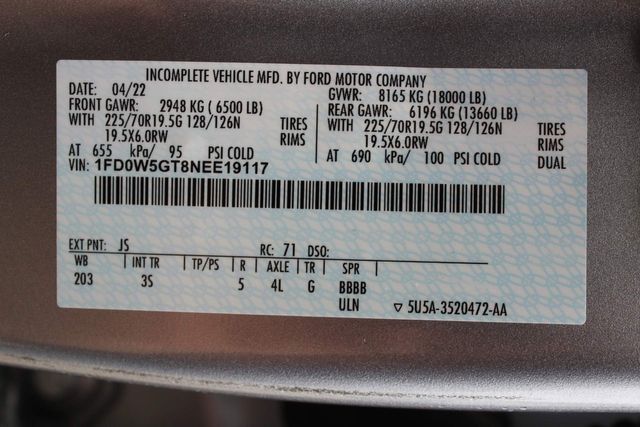 INCOMPLETE VEHICLE MFD. BY FORD MOTOR COMPANY
DATE: 04/22 GVWR: 8165 KG (18000 LB)
FRONT GAWR: 2948 KG ( 6500 LB) REAR GAWR: 6196 KG (13660 LB)
WITH 225/70R19.5G 128/126N TIRES WITH 225/70R19.5G 128/126N TIRES
19.5X6.0RW RIMS 19.5X6.0RW RIMS
AT 655 kPa/ 95 PSI COLD AT 690 kPa/ 100 PSI COLD DUAL
VIN: 1FD0W5GT8NEE19117
EXT PNT: JS RC: 71 DSO:
WB INT TR TP/PS R AXLE TR SPR
203 3S 5 4L G BBBB
ULN ▽ 5U5A-3520472-AA